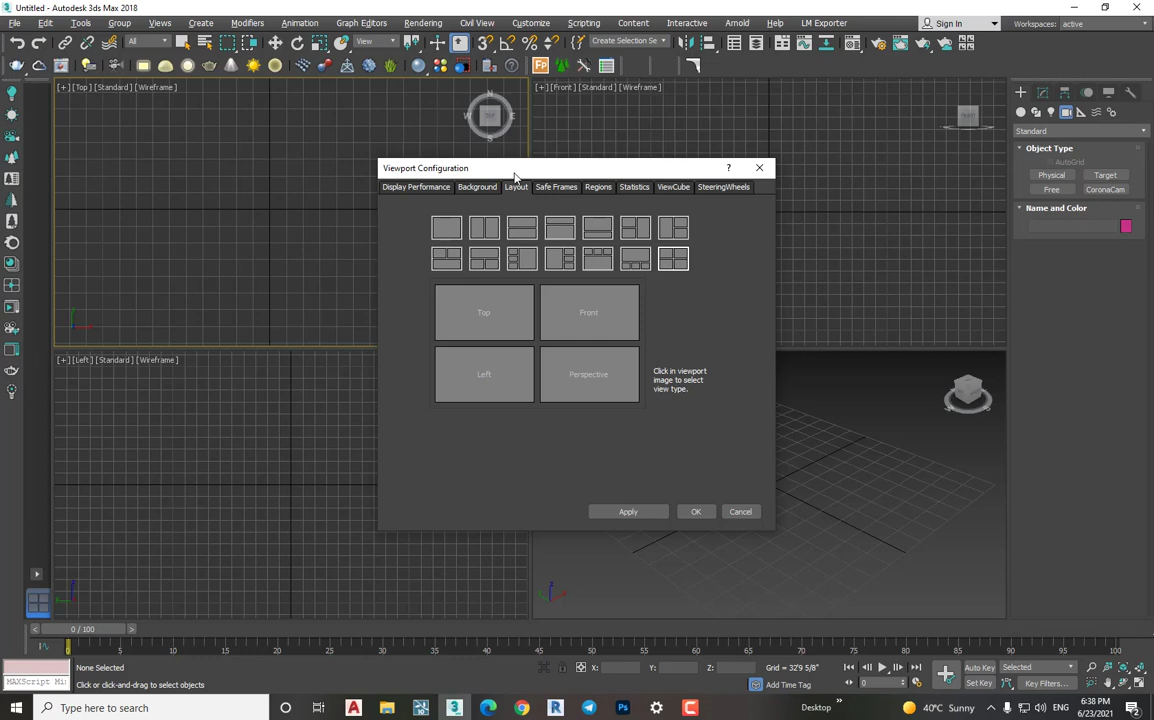 Untitled - Autodesk 3ds Max 2018
File Edit Tools Group Views Create Modifiers Animation Graph Editors Rendering Civil View Customize Scripting Content Interactive Arnold Help LM Exporter
Sign In Workspaces: active
All View Create Selection Se
[+] [Top] [Standard] [Wireframe]
[+] [Front] [Standard] [Wireframe]
N W E S
Standard
Viewport Configuration ?
Display Performance Background Layout Safe Frames Regions Statistics ViewCube SteeringWheels
Object Type
AutoGrid
Physical Target
Free CoronaCam
Name and Color
Top Front
[+] [Left] [Standard] [Wireframe]
Left Perspective
Click in viewport
image to select
view type.
Apply OK Cancel
< 0 / 100 >
0 5 10 15 20 25 30 35 40 45 50 55 60 65 70 75 80 85 90 95 100
None Selected X: Y: Z: Grid = 32'9 5/8" Auto Key Selected
MAXScript Mi: Click or click-and-drag to select objects Add Time Tag 0 Set Key Key Filters...
Type here to search Desktop 40°C Sunny ENG 6:38 PM
6/23/2021